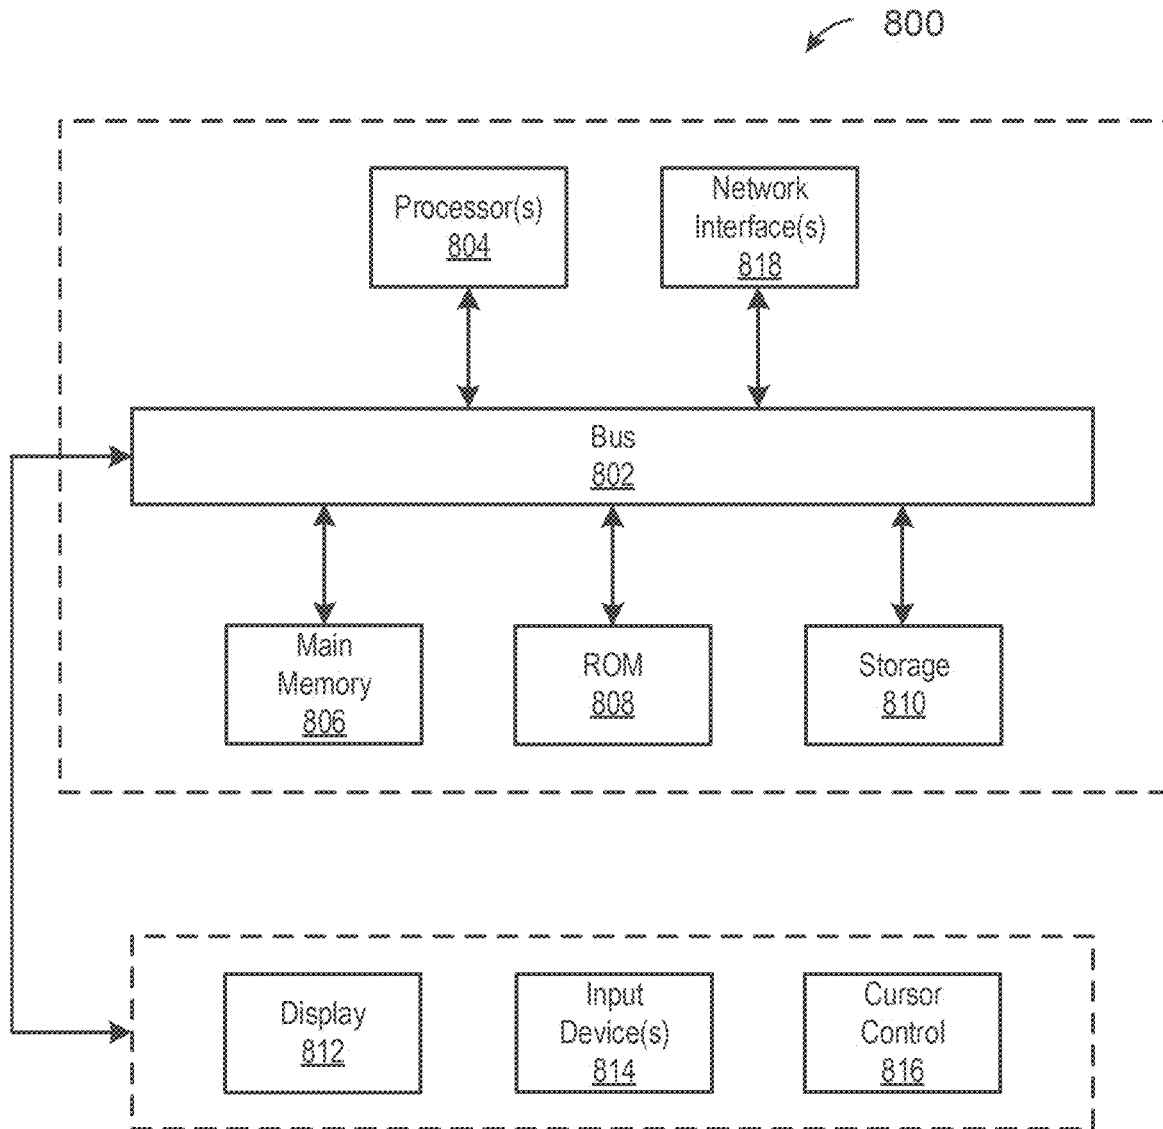 800
Processor(s)
804
Network
Interface(s)
818
Bus
802
Main
Memory
806
ROM
808
Storage
810
Display
812
Input
Device(s)
814
Cursor
Control
816